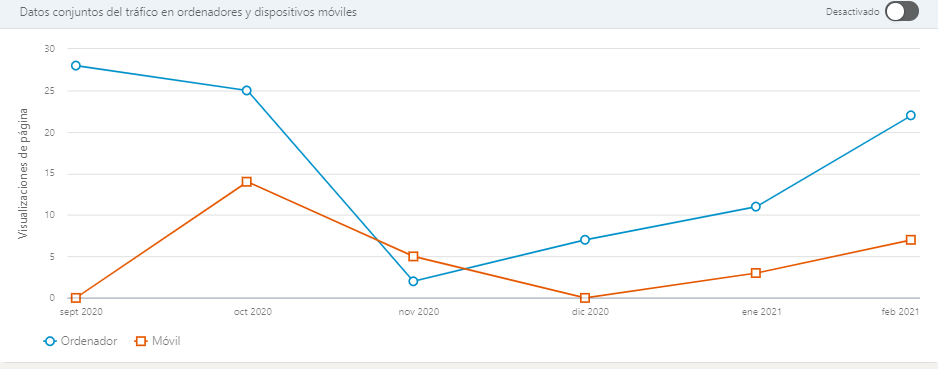 Datos conjuntos del tráfico en ordenadores y dispositivos móviles
Desactivado
Visualizaciones de página
30
25
20
15
10
5
0
sept 2020 oct 2020 nov 2020 dic 2020 ene 2021 feb 2021
Ordenador Móvil